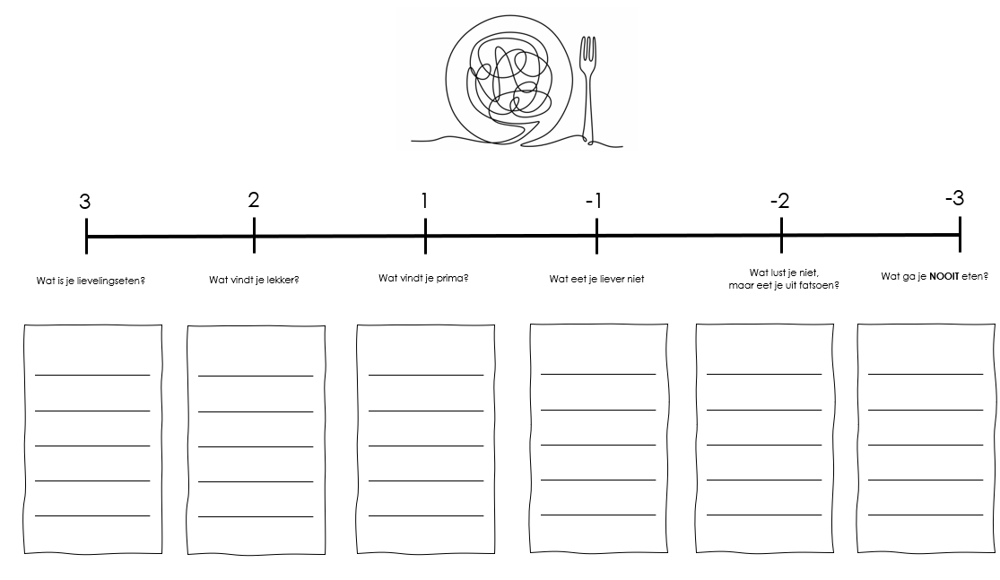 3 2 1 -1 -2 -3
Wat is je lievelingseten?
Wat vindt je lekker?
Wat vindt je prima?
Wat eet je liever niet
Wat lust je niet,
maar eet je uit fatsoen?
Wat ga je NOOIT eten?